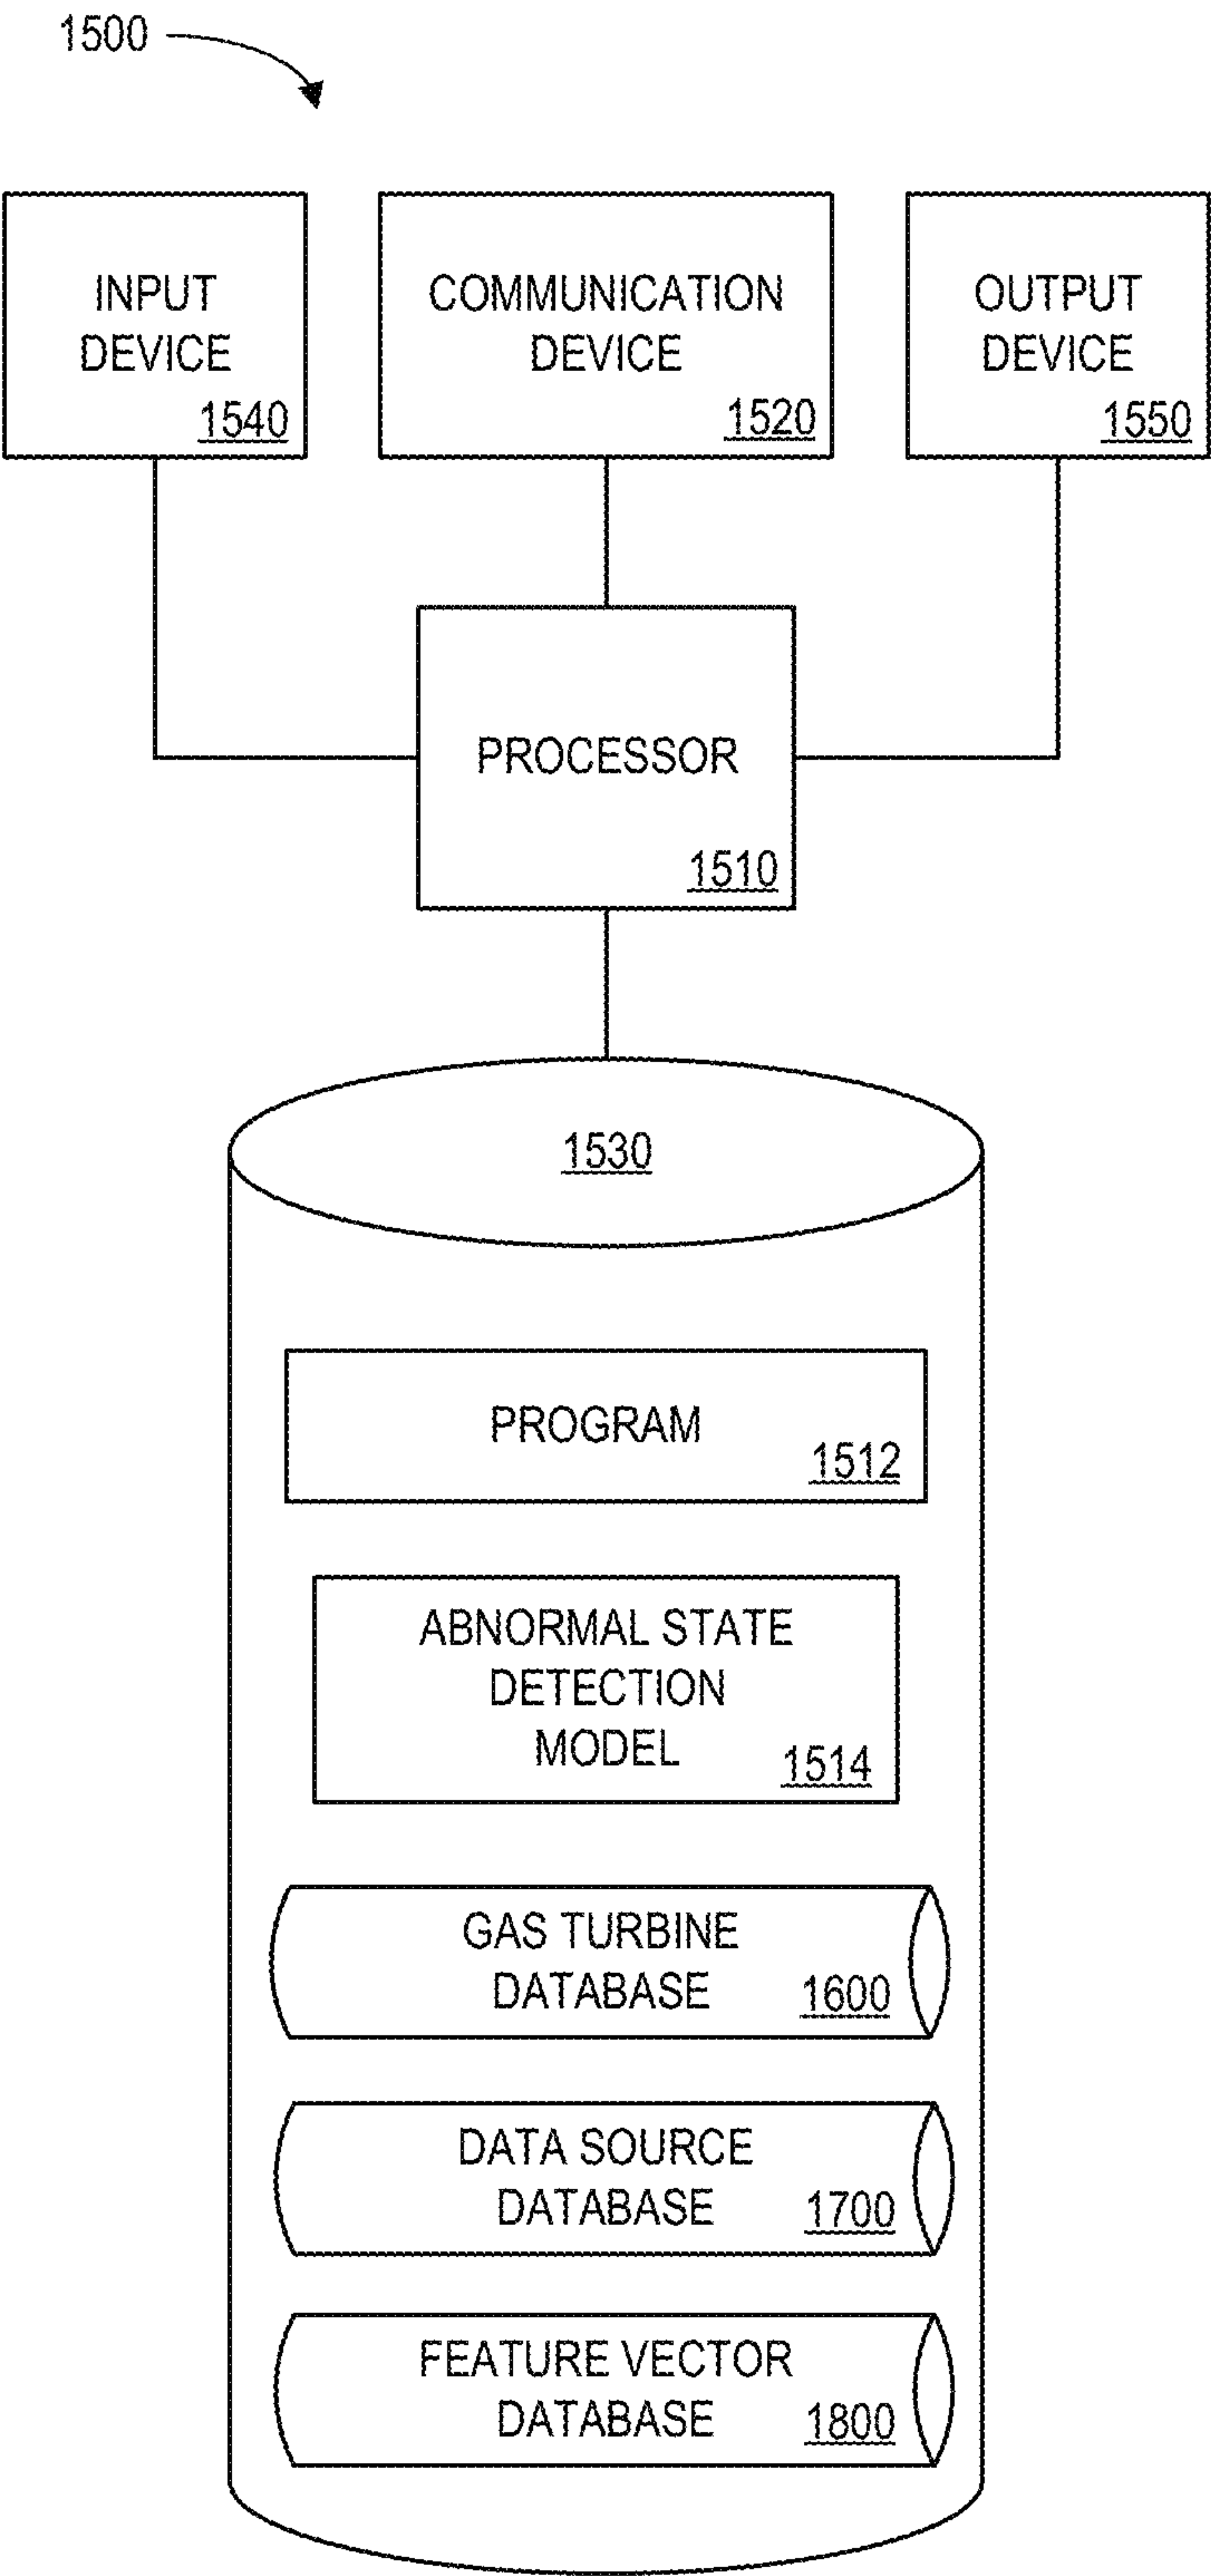 1500
INPUT
DEVICE
1540
COMMUNICATION
DEVICE
1520
OUTPUT
DEVICE
1550
PROCESSOR
1510
1530
PROGRAM
1512
ABNORMAL STATE
DETECTION
MODEL
1514
GAS TURBINE
DATABASE
1600
DATA SOURCE
DATABASE
1700
FEATURE VECTOR
DATABASE
1800